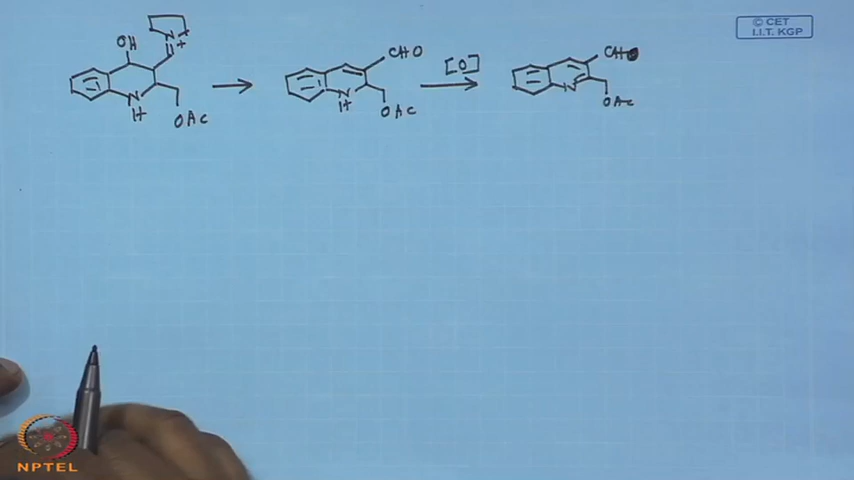 © CET
I.I.T. KGP
N
+
OH
N
H
OAc
CHO
N
H
OAc
[O]
CHO
N
OAc
NPTEL